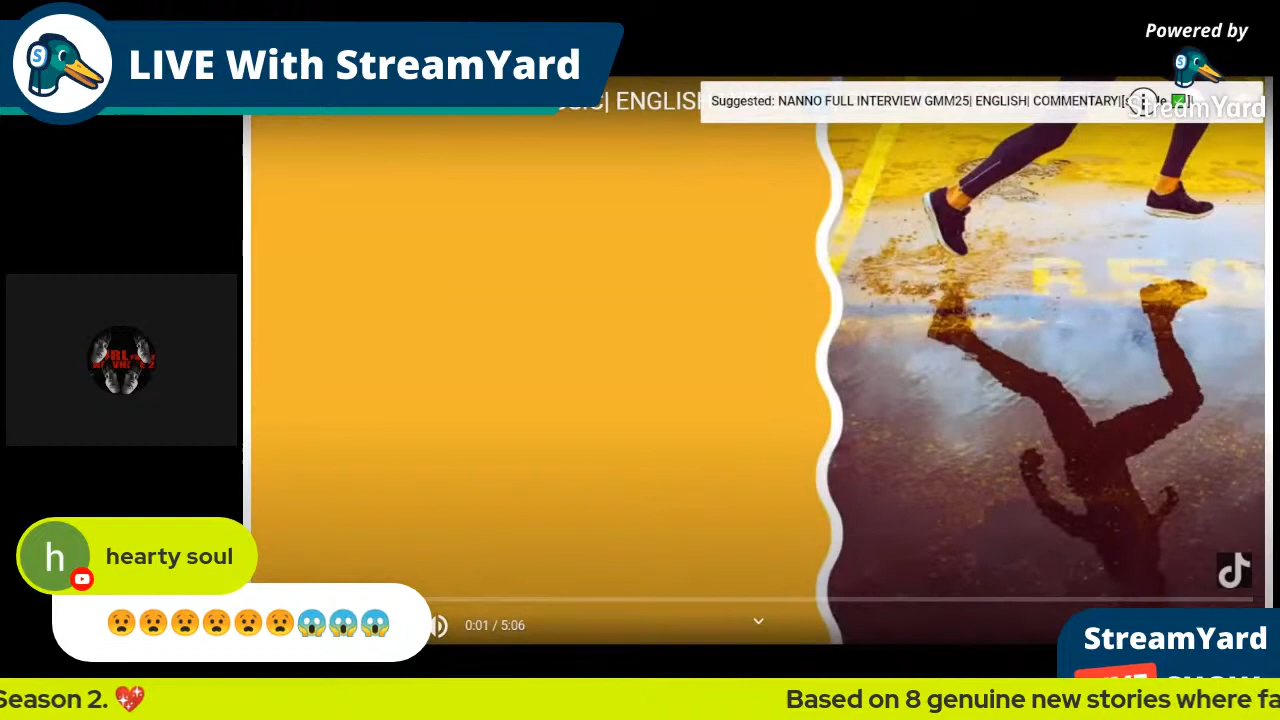 Powered by
StreamYard
LIVE With StreamYard
ENGLISH
Suggested: NANNO FULL INTERVIEW GMM25| ENGLISH| COMMENTARY|
hearty soul
😧😧😧😧😧😧😱😱😱
0:01 / 5:06
StreamYard
Season 2. 💖
Based on 8 genuine new stories where